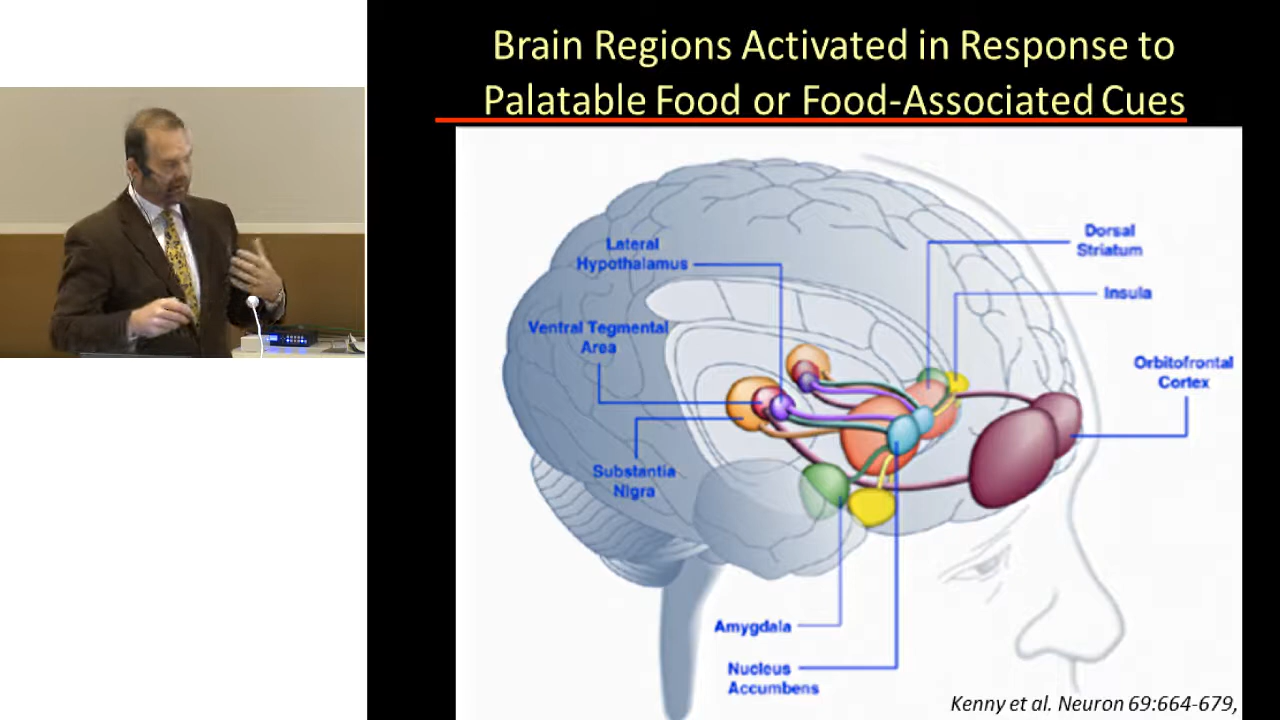 Brain Regions Activated in Response to
Palatable Food or Food-Associated Cues
Lateral
Hypothalamus
Dorsal
Striatum
Insula
Ventral Tegmental
Area
Orbitofrontal
Cortex
Substantia
Nigra
Amygdala
Nucleus
Accumbens
Kenny et al. Neuron 69:664-679,